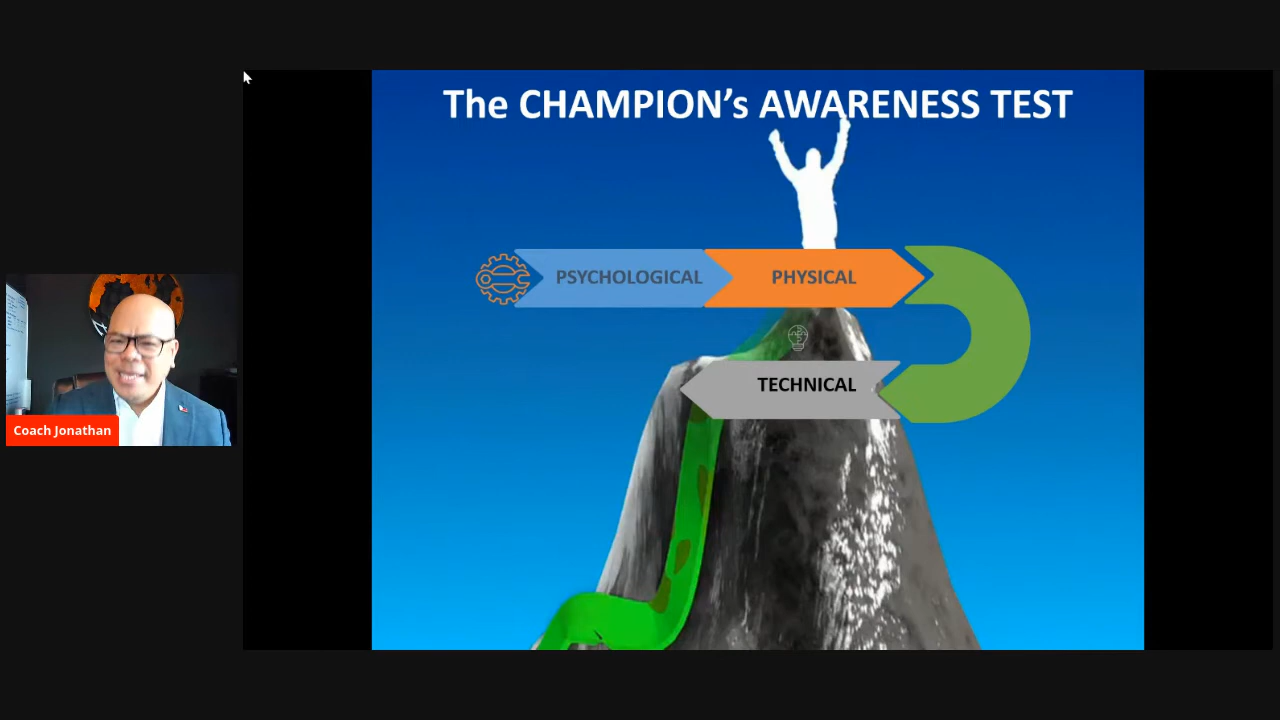 The CHAMPION's AWARENESS TEST
PSYCHOLOGICAL
PHYSICAL
TECHNICAL
Coach Jonathan